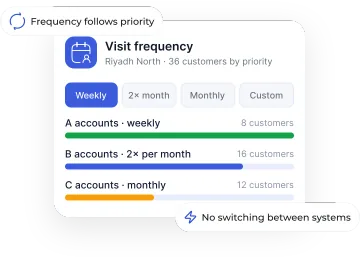 Frequency follows priority
Visit frequency
Riyadh North · 36 customers by priority
Weekly
2× month
Monthly
Custom
A accounts · weekly
8 customers
B accounts · 2× per month
16 customers
C accounts · monthly
12 customers
No switching between systems